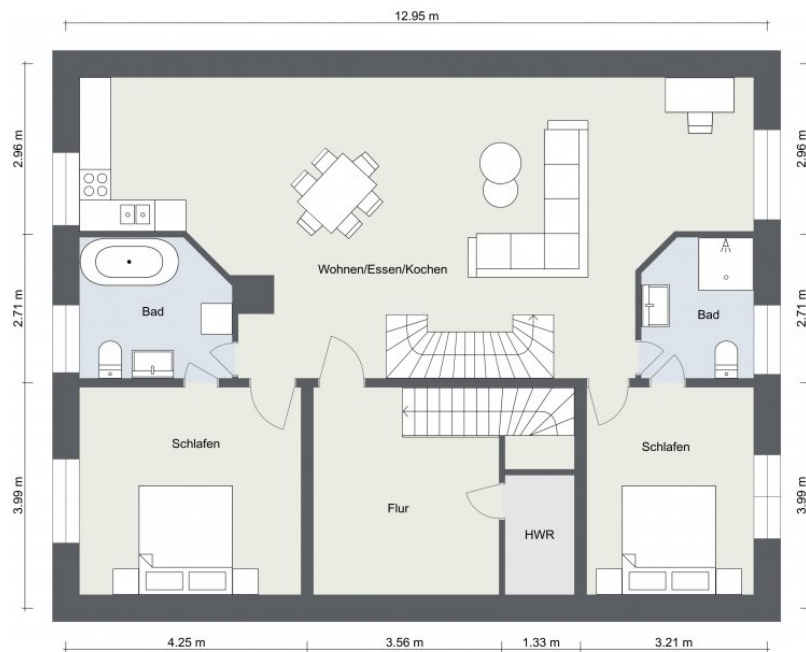 12.95 m
2.96 m
2.96 m
Wohnen/Essen/Kochen
2.71 m
Bad
Bad
2.71 m
Schlafen
Schlafen
3.99 m
Flur
HWR
3.99 m
4.25 m
3.56 m
1.33 m
3.21 m